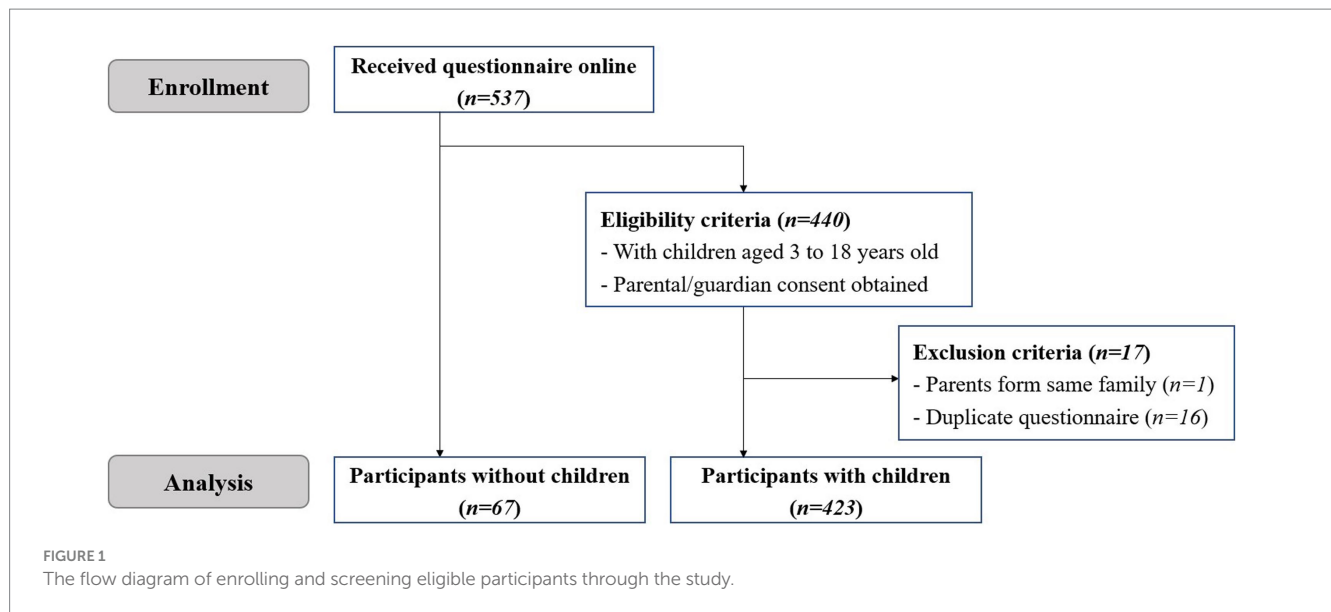 Enrollment
Received questionnaire online
(n=537)
Eligibility criteria (n=440)
- With children aged 3 to 18 years old
- Parental/guardian consent obtained
Exclusion criteria (n=17)
- Parents form same family (n=1)
- Duplicate questionnaire (n=16)
Analysis
Participants without children
(n=67)
Participants with children
(n=423)
FIGURE 1
The flow diagram of enrolling and screening eligible participants through the study.